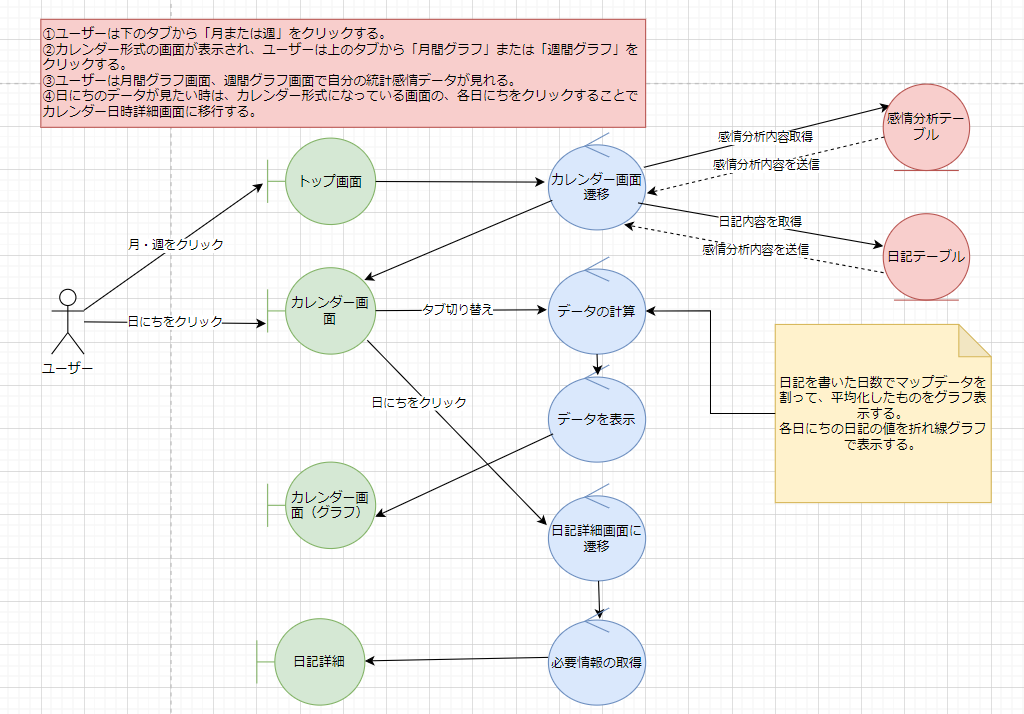 ①ユーザーは下のタブから「月または週」をクリックする。
②カレンダー形式の画面が表示され、ユーザーは上のタブから「月間グラフ」または「週間グラフ」を
クリックする。
③ユーザーは月間グラフ画面、週間グラフ画面で自分の統計感情データが見れる。
④日にちのデータが見たい時は、カレンダー形式になっている画面の、各日にちをクリックすることで
カレンダー日時詳細画面に移行する。
感情分析テー
ブル
感情分析内容取得
感情分析内容を送信
トップ画面
カレンダー画面
遷移
日記内容を取得
感情分析内容を送信
日記テーブル
月・週をクリック
カレンダー画
面
タブ切り替え
データの計算
日にちをクリック
ユーザー
日記を書いた日数でマップデータを
割って、平均化したものをグラフ表
示する。
各日にちの日記の値を折れ線グラフ
で表示する。
日にちをクリック
データを表示
カレンダー画
面（グラフ）
日記詳細画面に
遷移
日記詳細
必要情報の取得